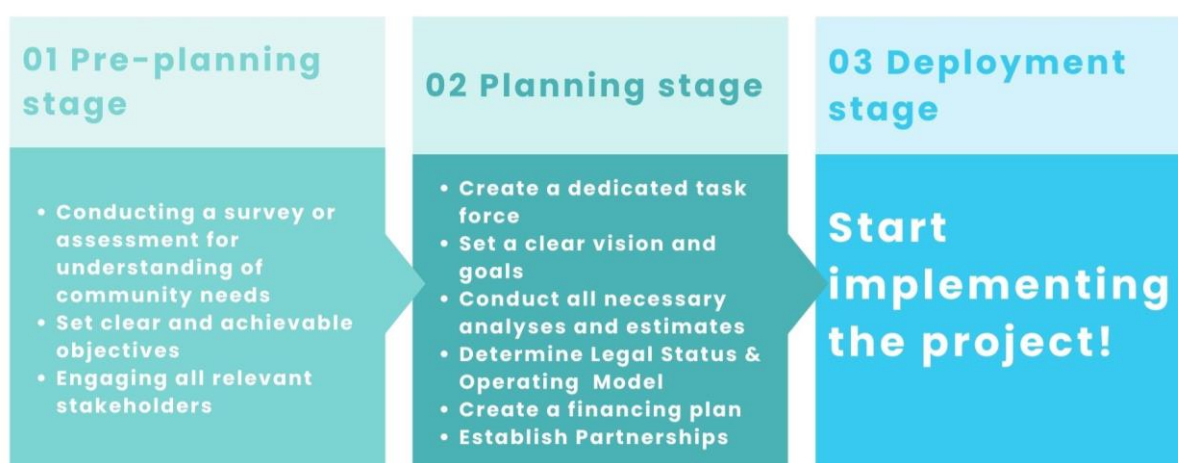 01 Pre-planning
stage
• Conducting a survey or
assessment for
understanding of
community needs
• Set clear and achievable
objectives
• Engaging all relevant
stakeholders
02 Planning stage
• Create a dedicated task
force
• Set a clear vision and
goals
• Conduct all necessary
analyses and estimates
• Determine Legal Status &
Operating Model
• Create a financing plan
• Establish Partnerships
03 Deployment
stage
Start
implementing
the project!